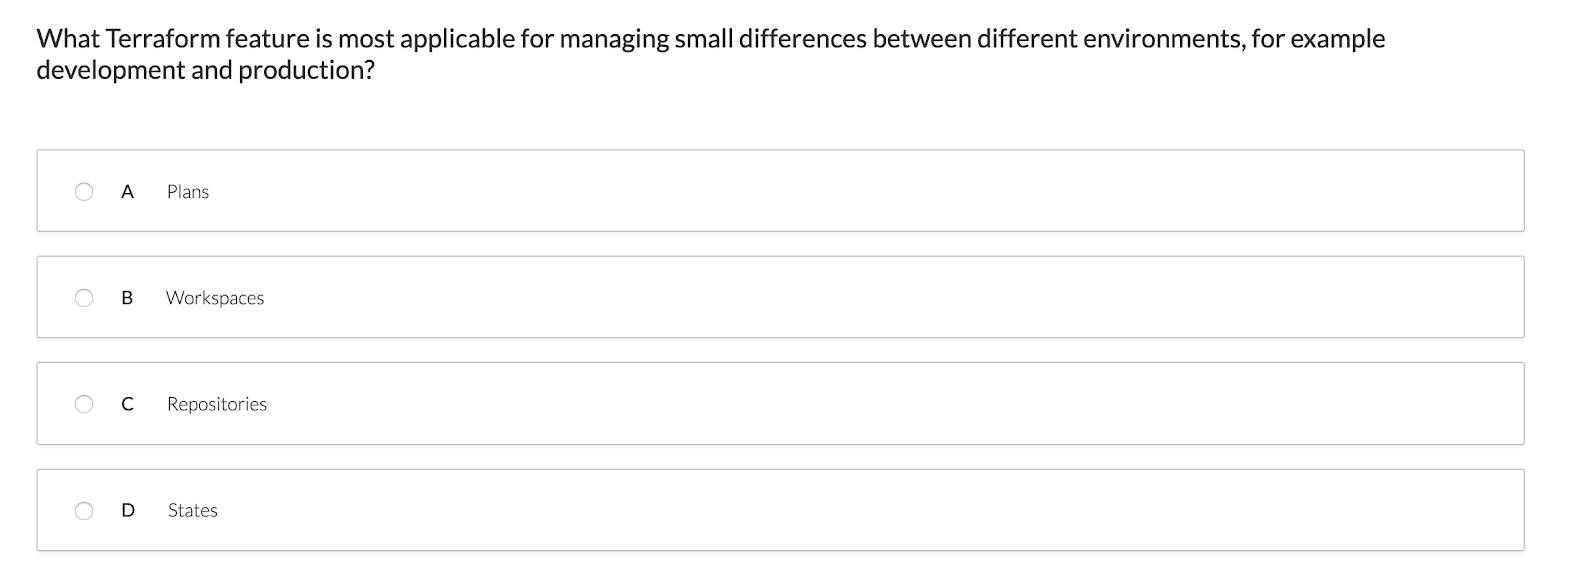 What Terraform feature is most applicable for managing small differences between different environments, for example
development and production?
A Plans
B Workspaces
C Repositories
D States